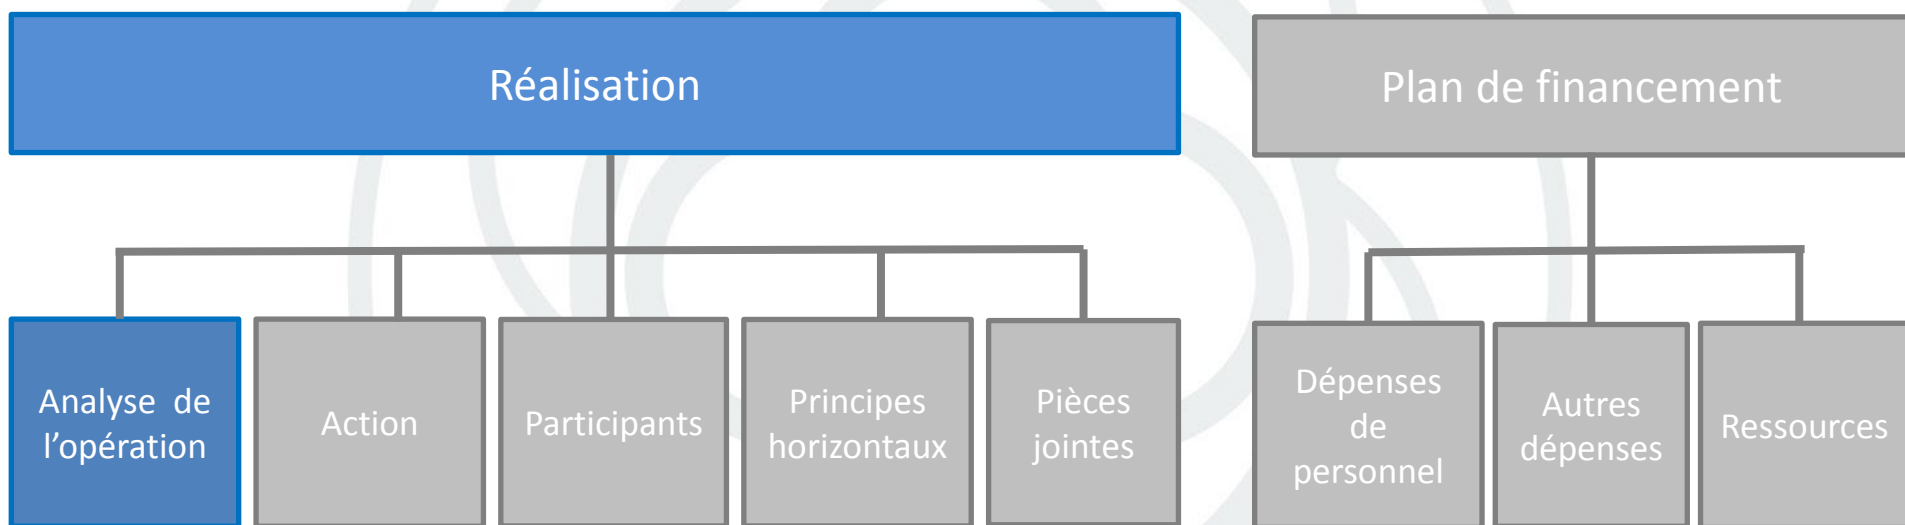 Réalisation
Plan de financement
Analyse de
l’opération
Action
Participants
Principes
horizontaux
Pièces
jointes
Dépenses
de
personnel
Autres
dépenses
Ressources